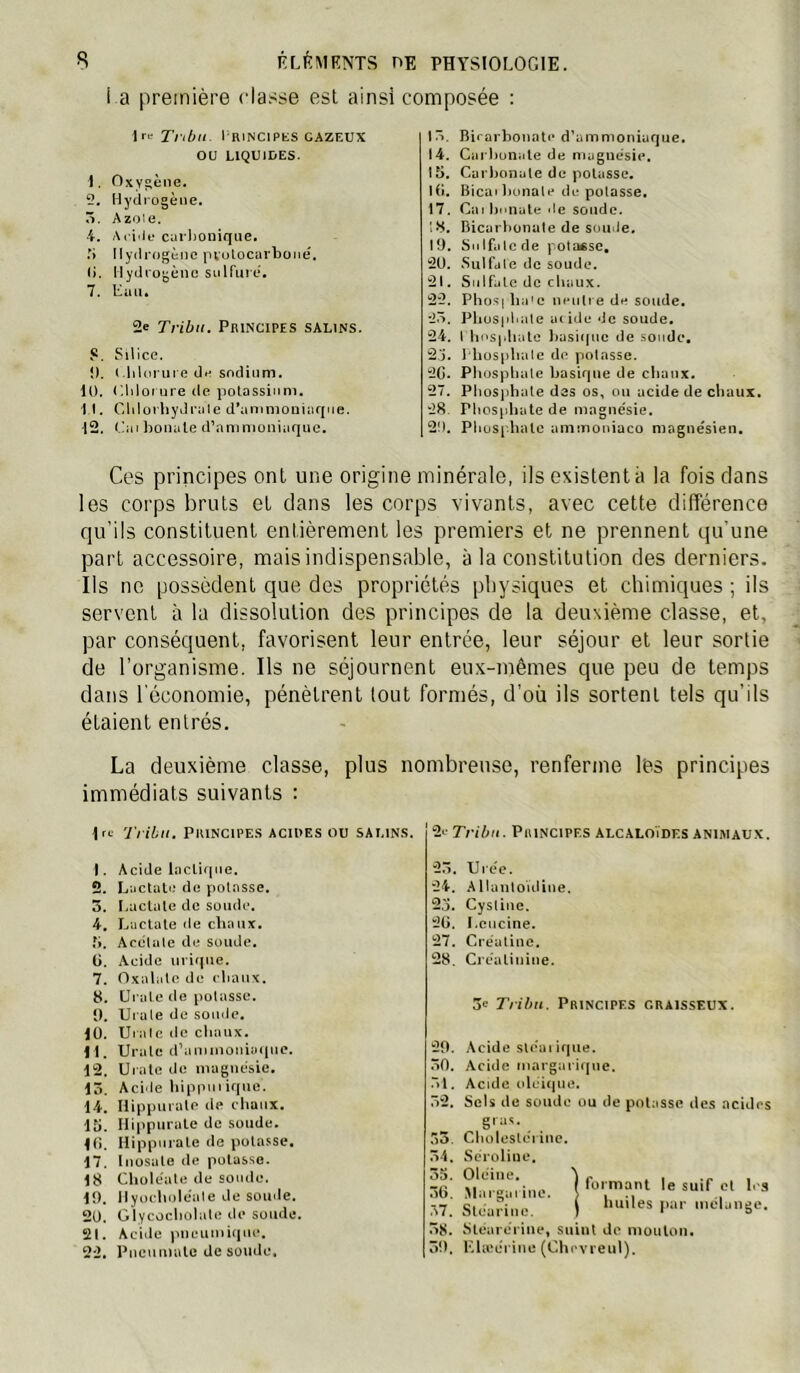 8 ÉLÉMENTS DE PHYSIOLOGIE.
La première classe est ainsi composée :
1re Tribu. PRINCIPES GAZEUX
OU LIQUIDES.
1. Oxygène.
2. Hydrogène.
3. Azote.
4. Acide carbonique.
5 Hydrogène protocarboné.
6. Hydrogène sulfuré.
7. Eau.
2e Tribu. PRINCIPES SALINS.
8. Silice.
9. Chlorure de sodium.
10. Chlorure de potassium.
11. Chlorhydrate d'ammoniaque.
12. Carbonate d'ammoniaque.
13. Bicarbonate d'ammoniaque.
14. Carbonate de magnésie.
15. Carbonate de potasse.
16. Bicarbonate de potasse.
17. Carbonate de soude.
18. Bicarbonate de soude.
19. Sulfate de potasse.
20. Sulfate de soude.
21. Sulfate de chaux.
22. Phosphate neutre de soude.
23. Phosphate acide de soude.
24. Phosphate basique de soude.
25. Phosphate de potasse.
26. Phosphate basique de chaux.
27. Phosphate des os, ou acide de chaux.
28 Phosphate de magnésie.
29. Phosphate ammoniaco magnésien.
Ces principes ont une origine minérale, ils existent à la fois dans
les corps bruts et dans les corps vivants, avec cette différence
qu'ils constituent entièrement les premiers et ne prennent qu'une
part accessoire, mais indispensable, à la constitution des derniers.
Ils ne possèdent que des propriétés physiques et chimiques ; ils
servent à la dissolution des principes de la deuxième classe, et,
par conséquent, favorisent leur entrée, leur séjour et leur sortie
de l'organisme. Ils ne séjournent eux-mêmes que peu de temps
dans l'économie, pénètrent tout formés, d'où ils sortent tels qu'ils
étaient entrés.
La deuxième classe, plus nombreuse, renferme les principes
immédiats suivants :
1re Tribu. PRINCIPES ACIDES OU SALINS.
1. Acide lactique.
2. Lactate de potasse.
3. Lactate de soude.
4. Lactate de chaux.
5. Acétate de soude.
6. Acide urique.
7. Oxalate de chaux.
8. Urate de potasse.
9. Urate de soude.
10. Urate de chaux.
11. Urate d'ammoniaque.
12. Urate de magnésie.
13. Acide hippurique.
14. Hippurate de chaux.
15. Hippurate de soude.
16. Hippurate de potasse.
17. Inosate de potasse.
18 Choléate de soude.
19. Hyocholéate de soude.
20. Glycocholate de soude.
21. Acide pneumique.
22. Pneumate de soude.
2e Tribu. PRINCIPES ALCALOÏDES ANIMAUX.
23. Urée.
24. Allantoïdine.
25. Cystine.
26. Leucine.
27. Créatine.
28. Créatinine.
3e Tribu. PRINCIPES GRAISSEUX.
29. Acide stéarique.
30. Acide margarique.
31. Acide oléique.
32. Sels de soude ou de potasse des acides
gras.
33. Cholestérine.
34. Séroline.
35. Oléine.
36. Margarine.
37. Stéarine.
formant le suif et les
huiles par mélange.
38. Stéarérine, suint de mouton.
39. Elæérine (Chevreul).